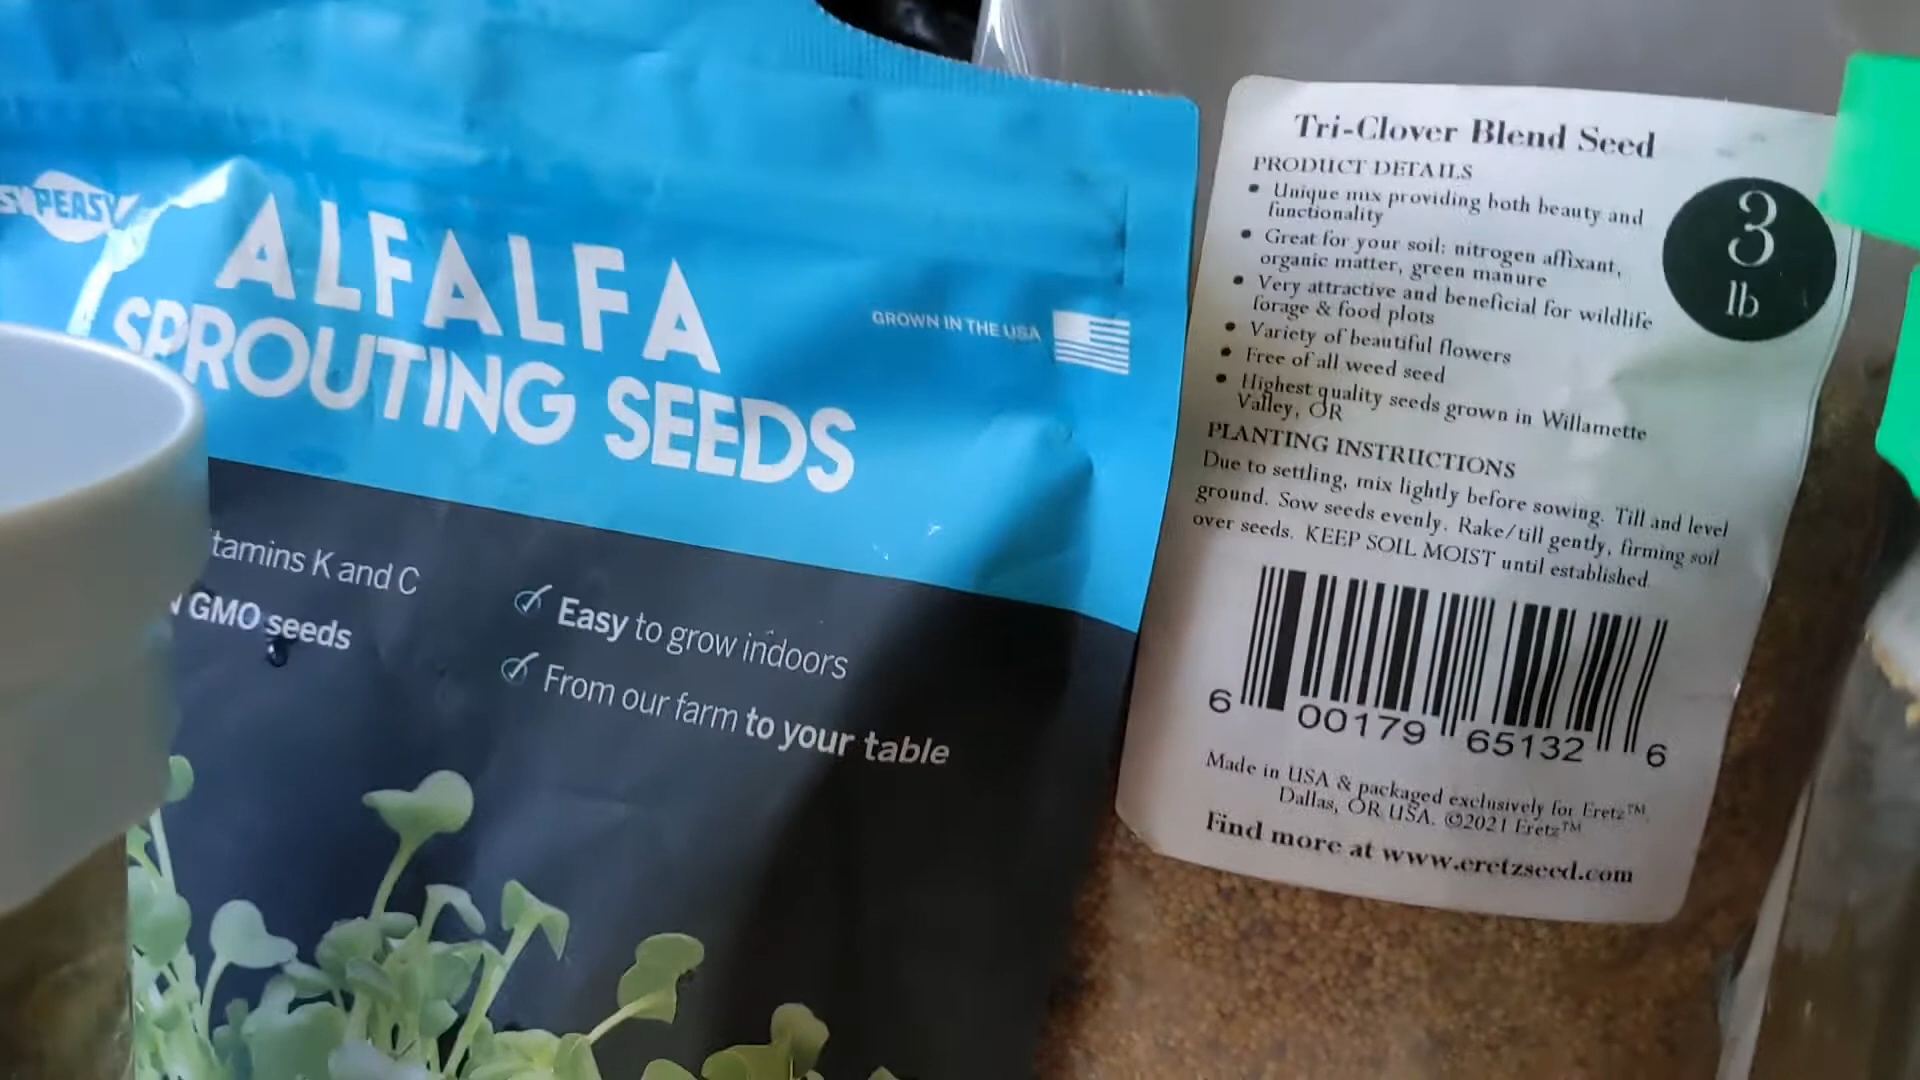 PEASY
ALFALFA
SPROUTING SEEDS
GROWN IN THE USA
K and C
GMO seeds
Easy to grow indoors
From our farm to your table
Tri-Clover Blend Seed
PRODUCT DETAILS
• Unique mix providing both beauty and
functionality
• Great for your soil: nitrogen affixant,
organic matter, green manure
• Very attractive and beneficial for wildlife
forage & food plots
• Variety of beautiful flowers
• Free of all weed seed
• Highest quality seeds grown in Willamette
Valley, OR
3
lb
PLANTING INSTRUCTIONS
Due to settling, mix lightly before sowing. Till and level
ground. Sow seeds evenly. Rake/till gently, firming soil
over seeds. KEEP SOIL MOIST until established.
6 00179 65132 6
Made in USA & packaged exclusively for Eretz™
Dallas, OR USA. ©2021 Eretz™
Find more at www.eretzseed.com